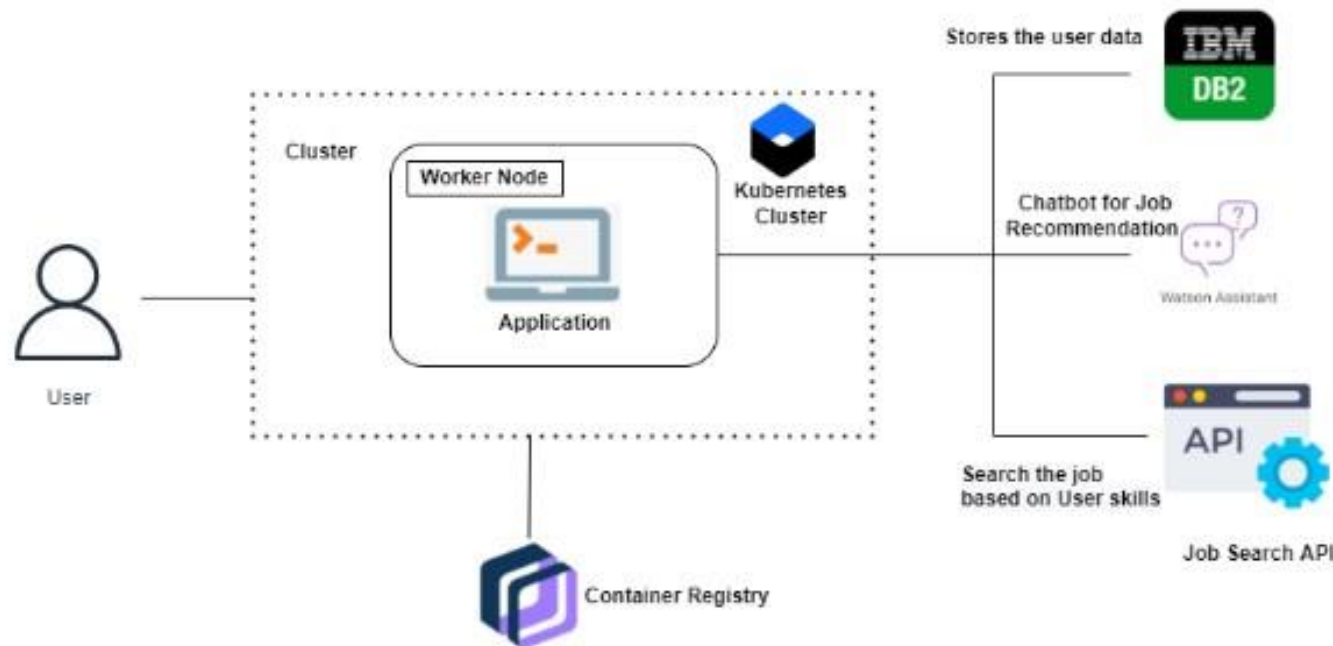 Stores the user data
IBM
DB2
Cluster
Worker Node
Kubernetes
Cluster
Application
Chatbot for Job
Recommendation
?
Watson Assistant
User
API
Search the job
based on User skills
Job Search API
Container Registry